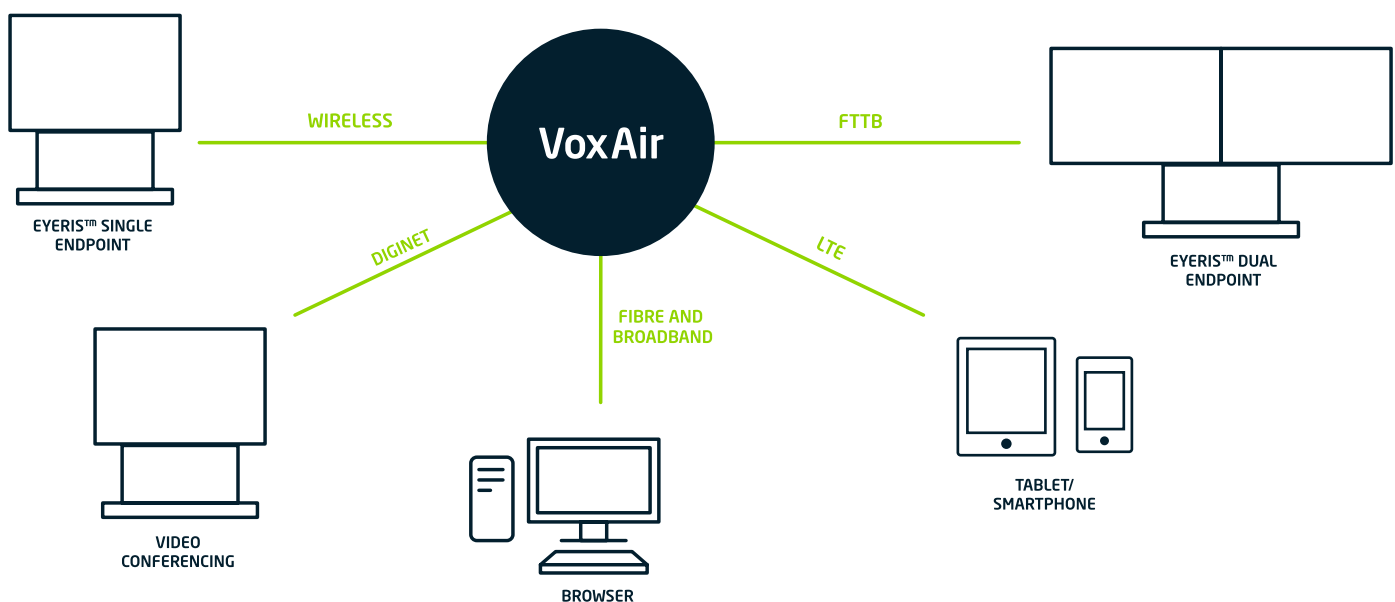 WIRELESS
VoxAir
FTTB
EYERIS™ SINGLE
ENDPOINT
DIGINET
LTE
EYERIS™ DUAL
ENDPOINT
FIBRE AND
BROADBAND
VIDEO
CONFERENCING
BROWSER
TABLET/
SMARTPHONE